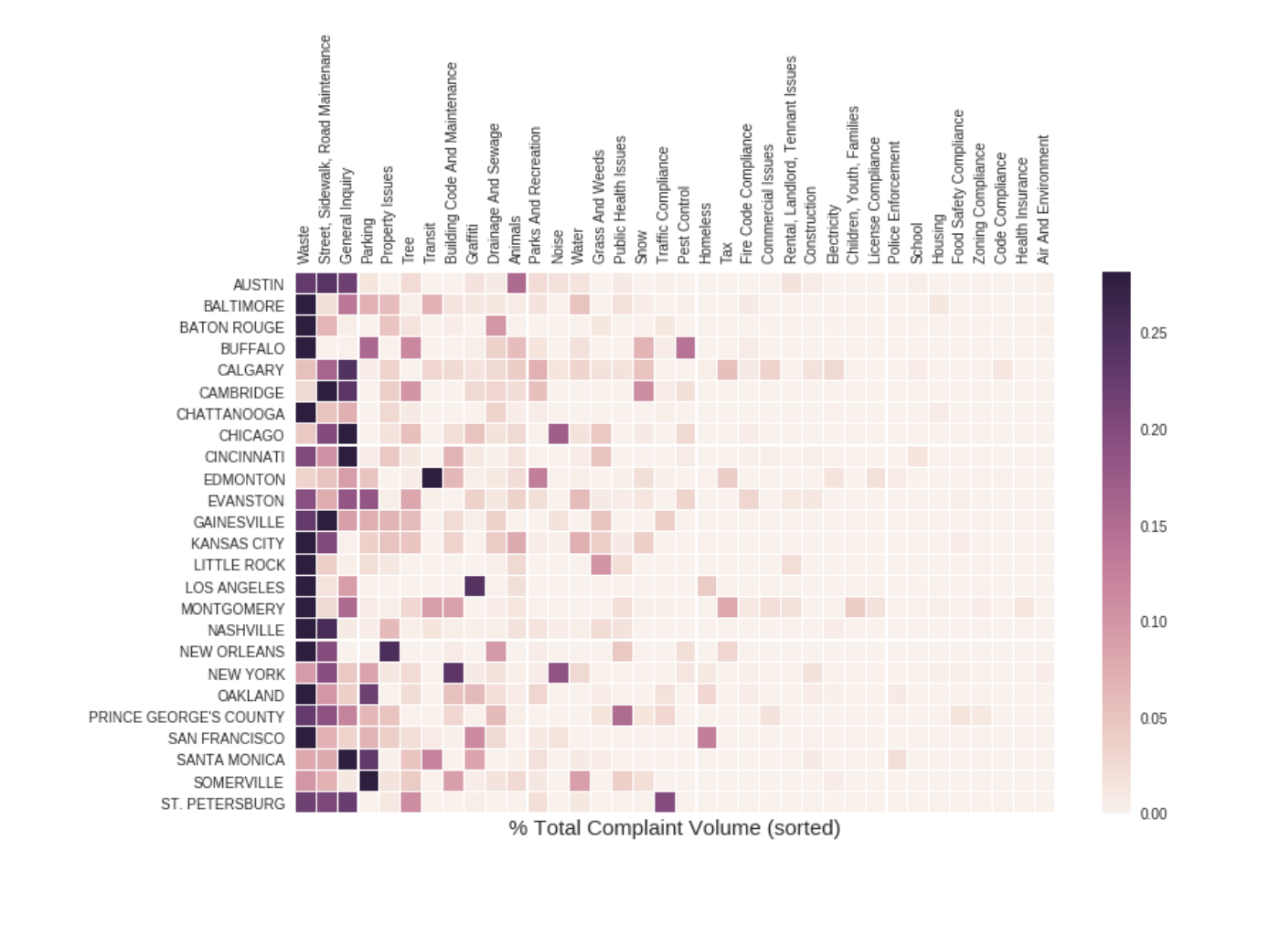 Waste
Street, Sidewalk, Road Maintenance
General Inquiry
Parking
Property Issues
Tree
Transit
Building Code And Maintenance
Graffiti
Drainage And Sewage
Animals
Parks And Recreation
Noise
Water
Grass And Weeds
Public Health Issues
Snow
Traffic Compliance
Pest Control
Homeless
Tax
Fire Code Compliance
Commercial Issues
Rental, Landlord, Tennant Issues
Construction
Electricity
Children, Youth, Families
License Compliance
Police Enforcement
School
Housing
Food Safety Compliance
Zoning Compliance
Code Compliance
Health Insurance
Air And Environment
AUSTIN
BALTIMORE
BATON ROUGE
BUFFALO
CALGARY
CAMBRIDGE
CHATTANOOGA
CHICAGO
CINCINNATI
EDMONTON
EVANSTON
GAINESVILLE
KANSAS CITY
LITTLE ROCK
LOS ANGELES
MONTGOMERY
NASHVILLE
NEW ORLEANS
NEW YORK
OAKLAND
PRINCE GEORGE'S COUNTY
SAN FRANCISCO
SANTA MONICA
SOMERVILLE
ST. PETERSBURG
% Total Complaint Volume (sorted)
0.25
0.20
0.15
0.10
0.05
0.00